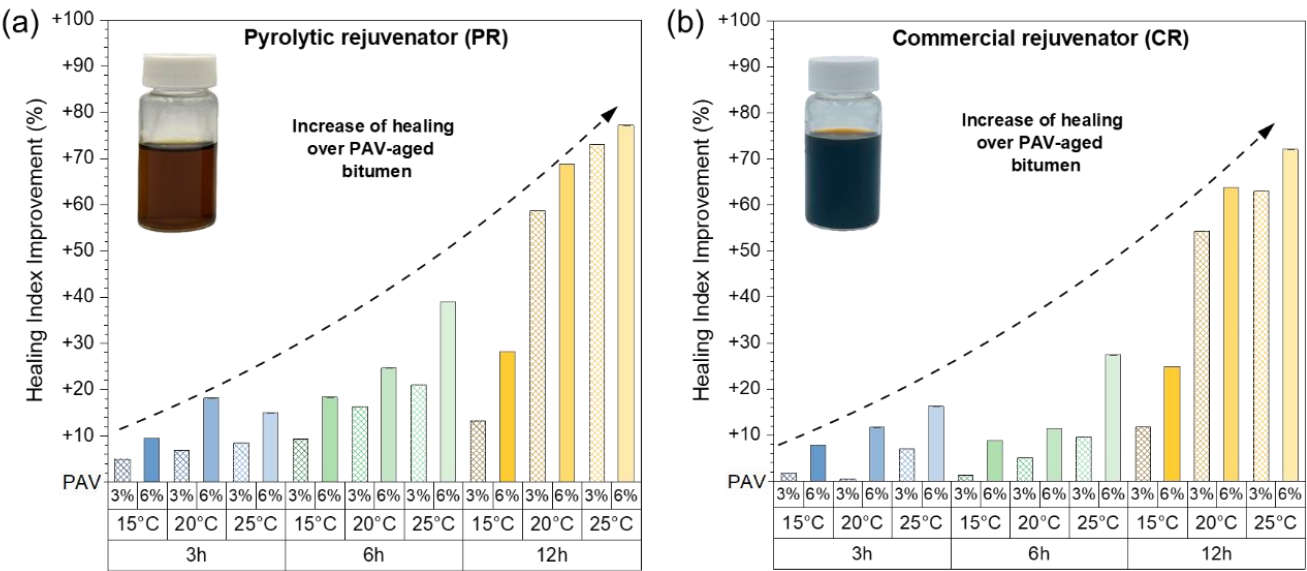 (a)
Pyrolytic rejuvenator (PR)
Increase of healing
over PAV-aged
bitumen
Healing Index Improvement (%)
+100
+90
+80
+70
+60
+50
+40
+30
+20
+10
PAV
3% 6% 3% 6% 3% 6% 3% 6% 3% 6% 3% 6% 3% 6% 3% 6% 3% 6%
15°C 20°C 25°C 15°C 20°C 25°C 15°C 20°C 25°C
3h 6h 12h
(b)
Commercial rejuvenator (CR)
Increase of healing
over PAV-aged
bitumen
Healing Index Improvement (%)
+100
+90
+80
+70
+60
+50
+40
+30
+20
+10
PAV
3% 6% 3% 6% 3% 6% 3% 6% 3% 6% 3% 6% 3% 6% 3% 6% 3% 6%
15°C 20°C 25°C 15°C 20°C 25°C 15°C 20°C 25°C
3h 6h 12h